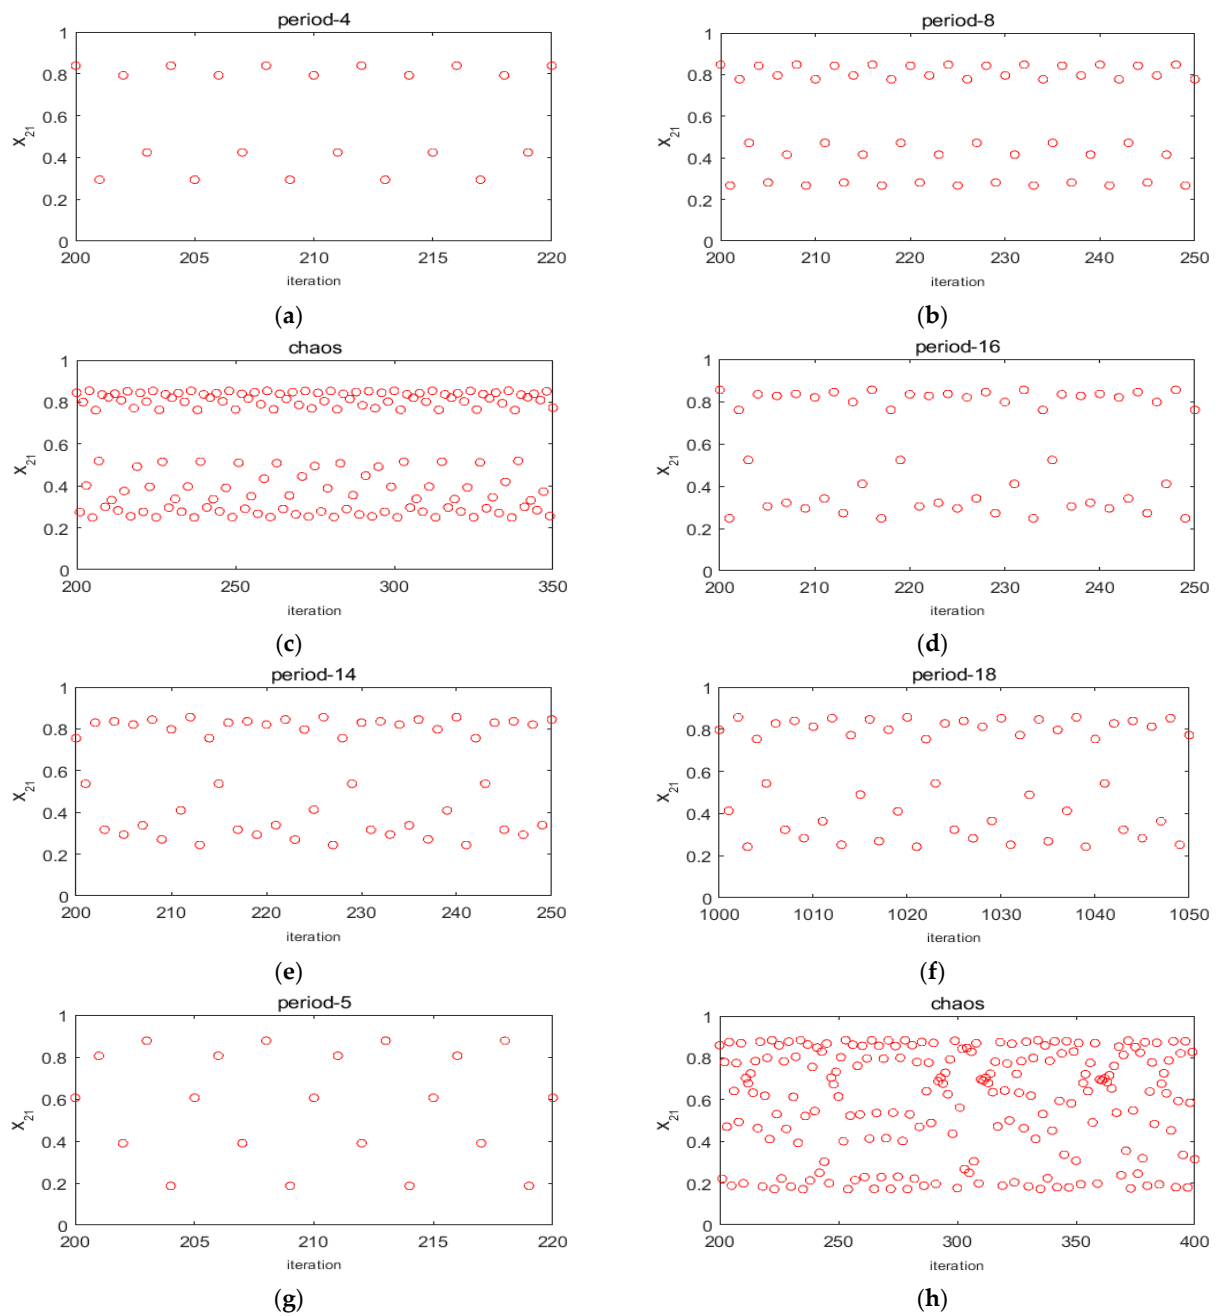 period-4
1
0.8
0.6
0.4
0.2
0
x21
200
205
210
215
220
iteration
(a)
period-8
1
0.8
0.6
0.4
0.2
0
x21
200
210
220
230
240
250
iteration
(b)
chaos
1
0.8
0.6
0.4
0.2
0
x21
200
250
300
350
iteration
(c)
period-16
1
0.8
0.6
0.4
0.2
0
x21
200
210
220
230
240
250
iteration
(d)
period-14
1
0.8
0.6
0.4
0.2
0
x21
200
210
220
230
240
250
iteration
(e)
period-18
1
0.8
0.6
0.4
0.2
0
x21
1000
1010
1020
1030
1040
1050
iteration
(f)
period-5
1
0.8
0.6
0.4
0.2
0
x21
200
205
210
215
220
iteration
(g)
chaos
1
0.8
0.6
0.4
0.2
0
x21
200
250
300
350
400
iteration
(h)